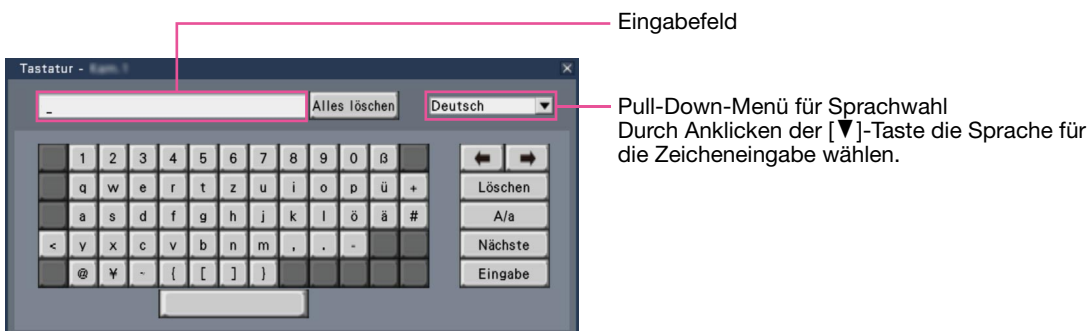 Eingabefeld
Tastatur -
_
Alles löschen
Deutsch
Pull-Down-Menü für Sprachwahl
Durch Anklicken der [▼]-Taste die Sprache für
die Zeicheneingabe wählen.
1 2 3 4 5 6 7 8 9 0 ß
q w e r t z u i o p ü +
Löschen
a s d f g h j k l ö ä #
A/a
< y x c v b n m , . -
Nächste
@ ¥ ~ { [ ] }
Eingabe